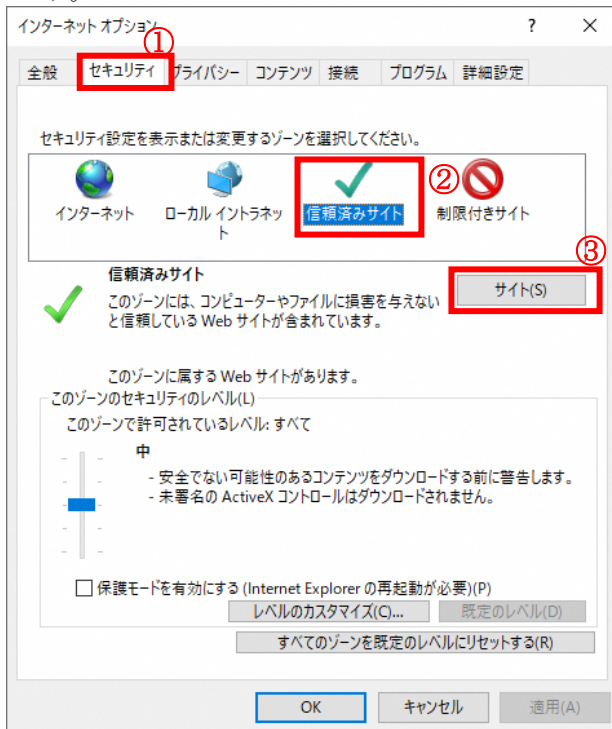 インターネット オプション ? ×
①
全般 セキュリティ プライバシー コンテンツ 接続 プログラム 詳細設定
セキュリティ設定を表示または変更するゾーンを選択してください。
②
インターネット ローカル イントラネッ 信頼済みサイト 制限付きサイト
ト
③
信頼済みサイト
サイト(S)
このゾーンには、コンピューターやファイルに損害を与えない
と信頼している Web サイトが含まれています。
このゾーンに属する Web サイトがあります。
このゾーンのセキュリティのレベル(L)
このゾーンで許可されているレベル: すべて
中
- 安全でない可能性のあるコンテンツをダウンロードする前に警告します。
- 未署名の ActiveX コントロールはダウンロードされません。
保護モードを有効にする (Internet Explorer の再起動が必要)(P)
レベルのカスタマイズ(C)... 既定のレベル(D)
すべてのゾーンを既定のレベルにリセットする(R)
OK キャンセル 適用(A)